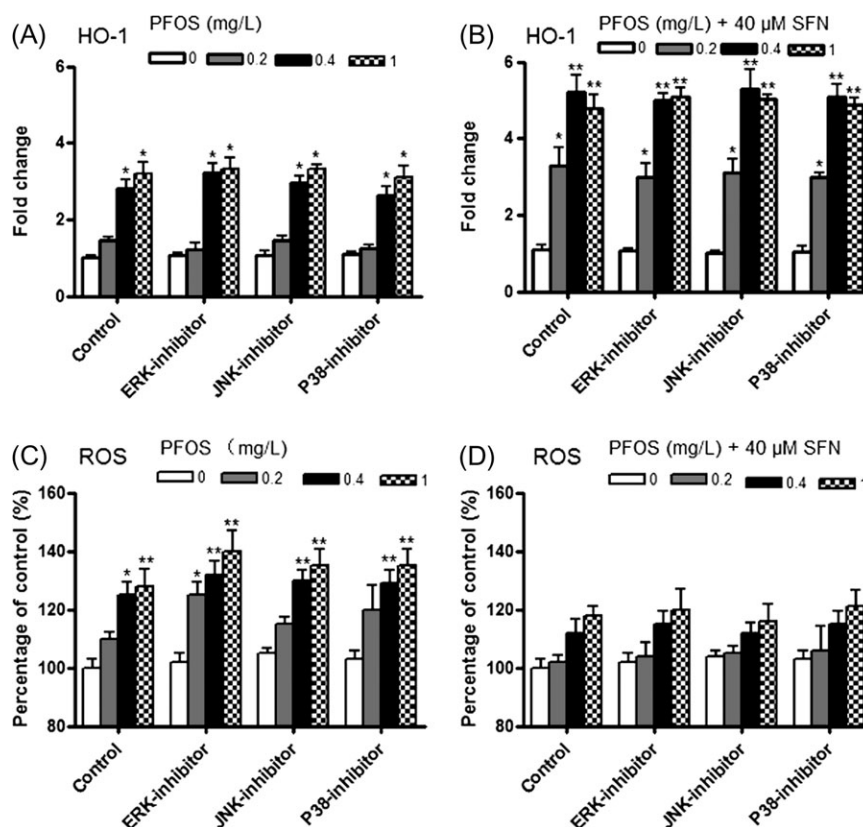 (A) HO-1 PFOS (mg/L)
0 0.2 0.4 1
Fold change
6
4
2
0
* * * * * * * *
Control ERK-inhibitor JNK-inhibitor P38-inhibitor
(B) HO-1 PFOS (mg/L) + 40 µM SFN
0 0.2 0.4 1
Fold change
6
4
2
0
* ** ** * ** ** * ** ** * ** **
Control ERK-inhibitor JNK-inhibitor P38-inhibitor
(C) ROS PFOS （mg/L)
0 0.2 0.4 1
Percentage of control (%)
160
140
120
100
80
* ** * ** ** ** ** ** **
Control ERK-inhibitor JNK-inhibitor P38-inhibitor
(D) ROS PFOS (mg/L) + 40 µM SFN
0 0.2 0.4 1
Percentage of control (%)
160
140
120
100
80
Control ERK-inhibitor JNK-inhibitor P38-inhibitor